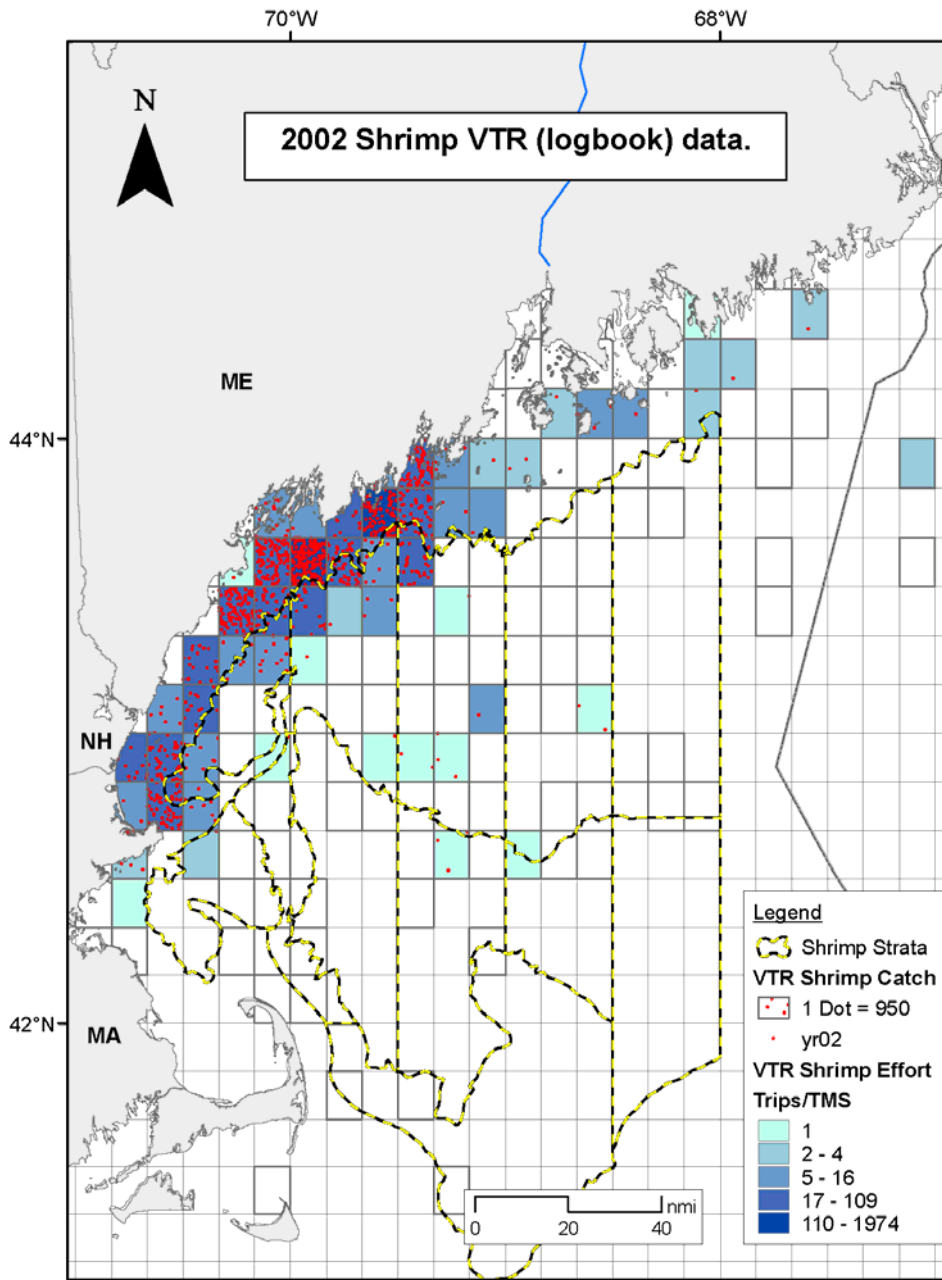 70°W 68°W
N
2002 Shrimp VTR (logbook) data.
ME
44°N
NH
Legend
Shrimp Strata
VTR Shrimp Catch
1 Dot = 950
yr02
VTR Shrimp Effort
Trips/TMS
1
2 - 4
5 - 16
17 - 109
110 - 1974
42°N
MA
nmi
0 20 40